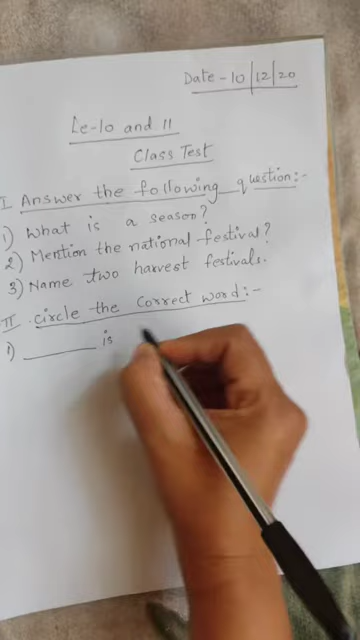 Date - 10/12/20
Le-10 and 11
Class Test
I Answer the following question:-
1) What is a season?
2) Mention the national festival?
3) Name two harvest festivals.
II circle the correct word:-
1) ________ is